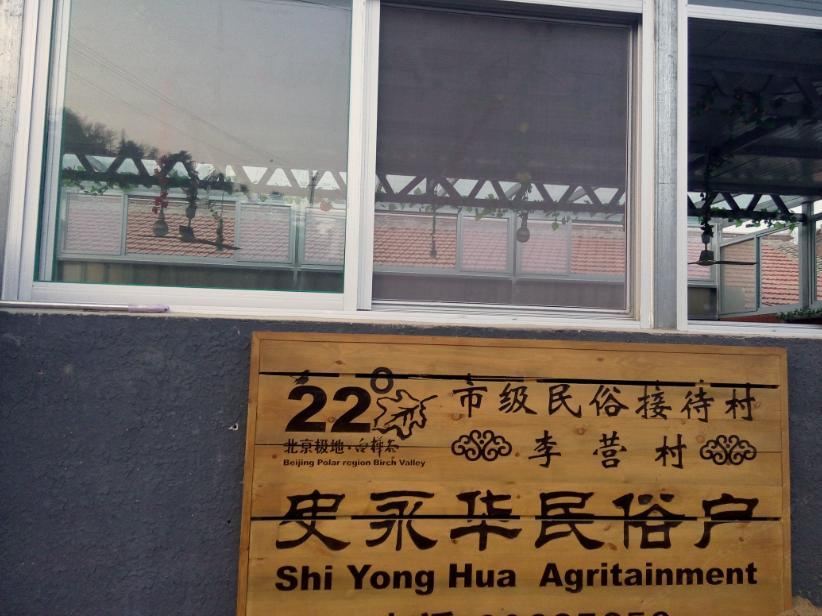 22°
北京极地·白桦谷
Beijing Polar region Birch Valley
市级民俗接待村
李营村
史永华民俗户
Shi Yong Hua Agritainment